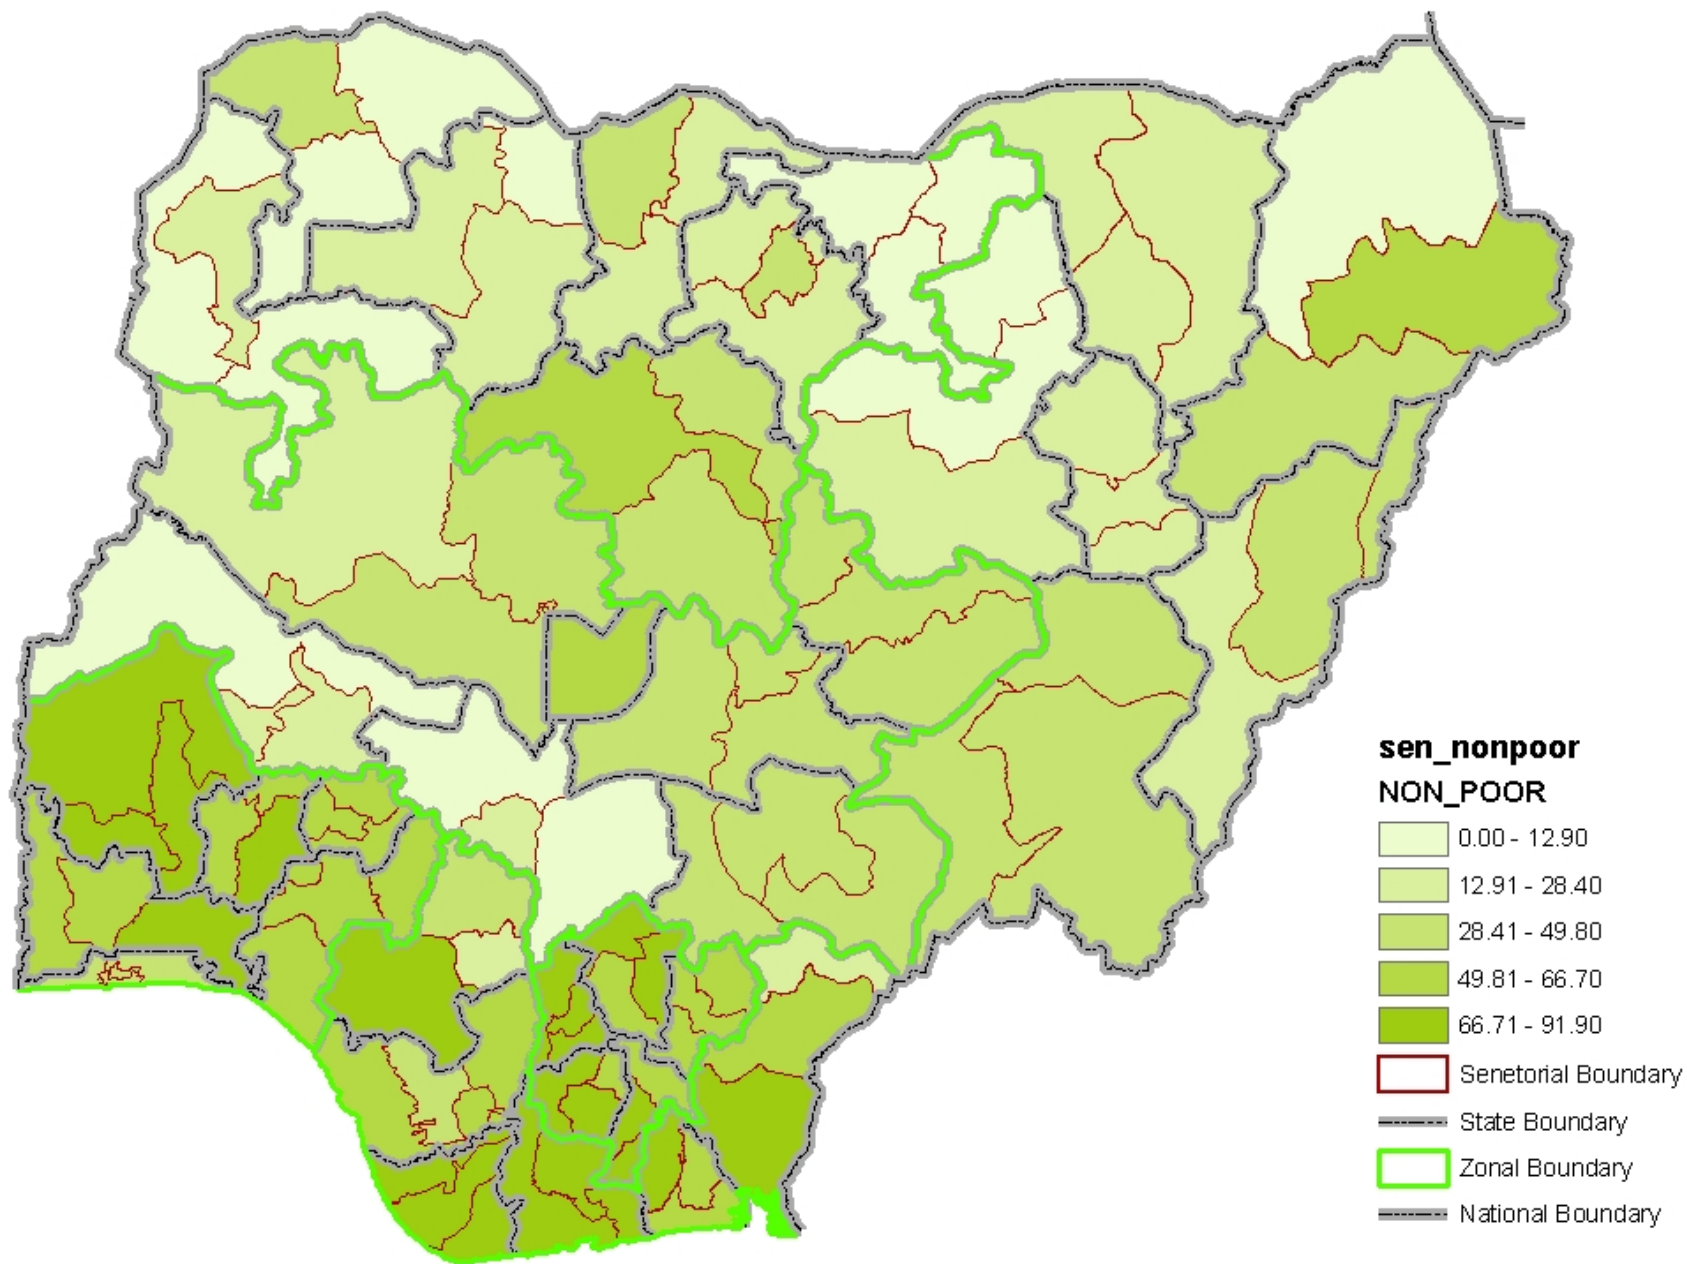 sen_nonpoor
NON_POOR
0.00 - 12.90
12.91 - 28.40
28.41 - 49.80
49.81 - 66.70
66.71 - 91.90
Senetorial Boundary
State Boundary
Zonal Boundary
National Boundary